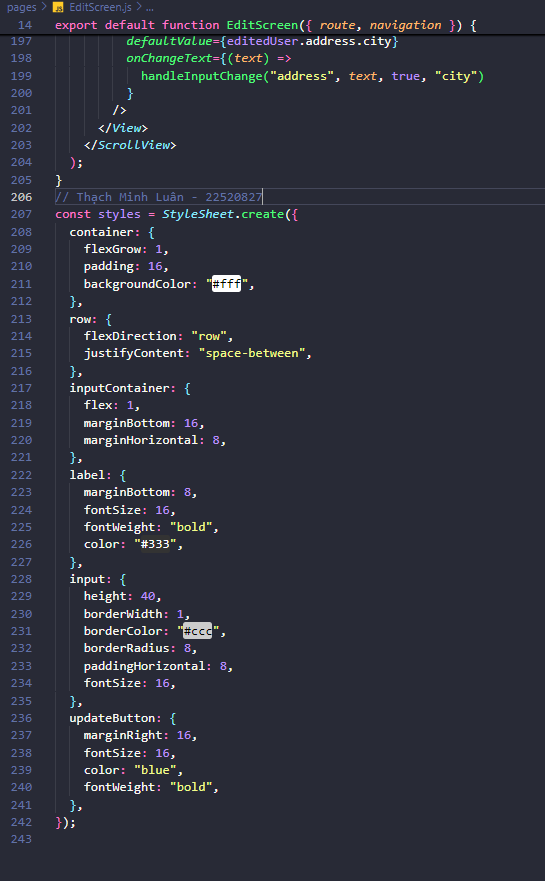 pages > JS EditScreen.js > ...
14 export default function EditScreen({ route, navigation }) {
197 defaultValue={editedUser.address.city}
198 onChangeText={(text) =>
199 handleInputChange("address", text, true, "city")
200 }
201 />
202 </View>
203 </ScrollView>
204 );
205 }
206 // Thạch Minh Luân - 22520827
207 const styles = StyleSheet.create({
208 container: {
209 flexGrow: 1,
210 padding: 16,
211 backgroundColor: "#fff",
212 },
213 row: {
214 flexDirection: "row",
215 justifyContent: "space-between",
216 },
217 inputContainer: {
218 flex: 1,
219 marginBottom: 16,
220 marginHorizontal: 8,
221 },
222 label: {
223 marginBottom: 8,
224 fontSize: 16,
225 fontWeight: "bold",
226 color: "#333",
227 },
228 input: {
229 height: 40,
230 borderWidth: 1,
231 borderColor: "#ccc",
232 borderRadius: 8,
233 paddingHorizontal: 8,
234 fontSize: 16,
235 },
236 updateButton: {
237 marginRight: 16,
238 fontSize: 16,
239 color: "blue",
240 fontWeight: "bold",
241 },
242 });
243